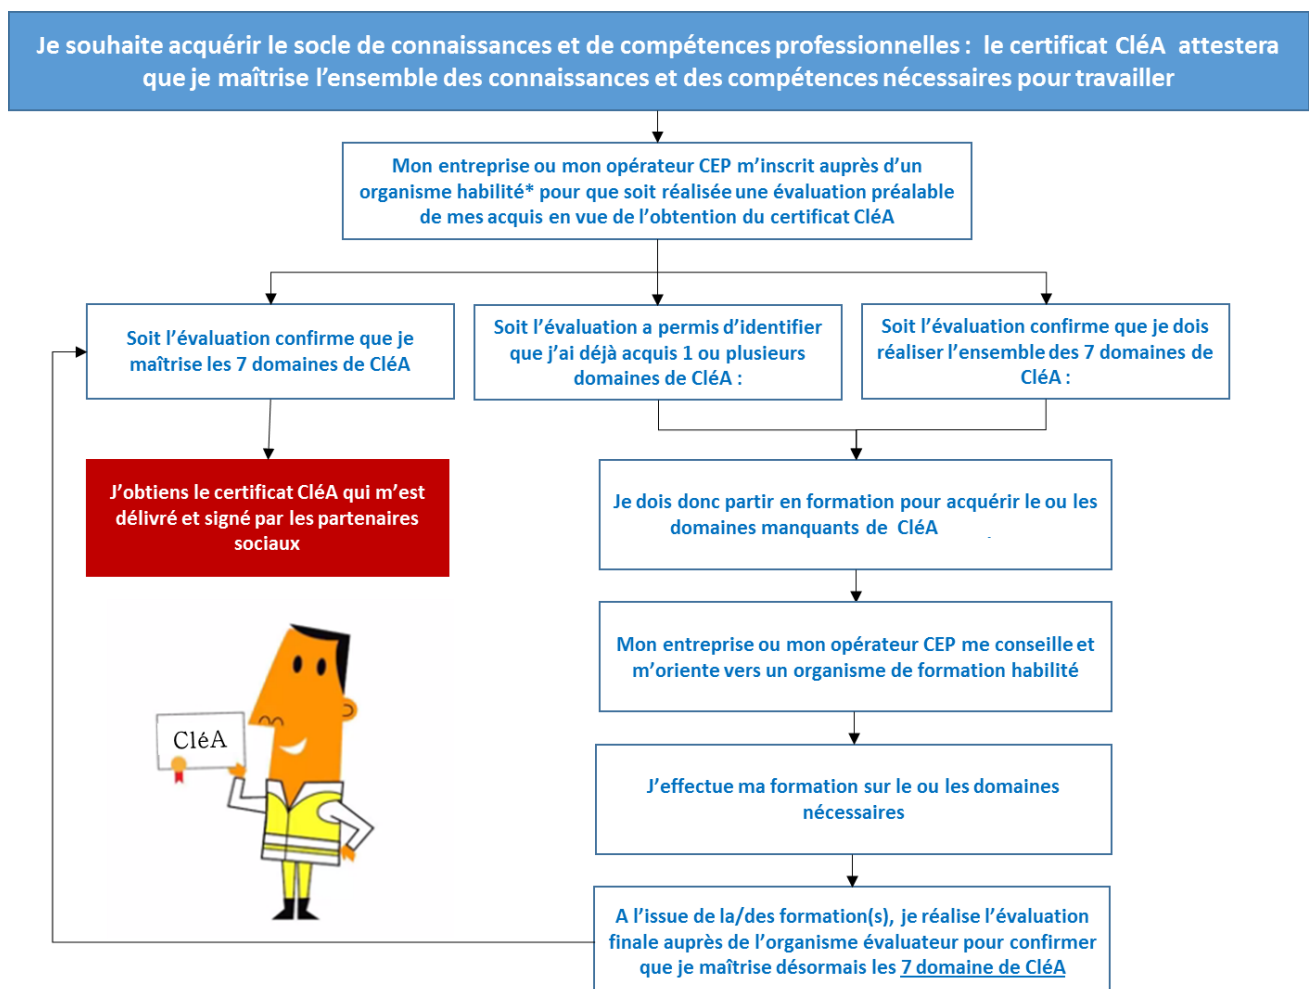 Je souhaite acquérir le socle de connaissances et de compétences professionnelles : le certificat CléA attestera
que je maîtrise l’ensemble des connaissances et des compétences nécessaires pour travailler
Mon entreprise ou mon opérateur CEP m’inscrit auprès d’un
organisme habilité* pour que soit réalisée une évaluation préalable
de mes acquis en vue de l’obtention du certificat CléA
Soit l’évaluation confirme que je
maîtrise les 7 domaines de CléA
Soit l’évaluation a permis d’identifier
que j’ai déjà acquis 1 ou plusieurs
domaines de CléA :
Soit l’évaluation confirme que je dois
réaliser l’ensemble des 7 domaines de
CléA :
J’obtiens le certificat CléA qui m’est
délivré et signé par les partenaires
sociaux
Je dois donc partir en formation pour acquérir le ou les
domaines manquants de CléA
Mon entreprise ou mon opérateur CEP me conseille et
m’oriente vers un organisme de formation habilité
CléA
J’effectue ma formation sur le ou les domaines
nécessaires
A l’issue de la/des formation(s), je réalise l’évaluation
finale auprès de l’organisme évaluateur pour confirmer
que je maîtrise désormais les 7 domaine de CléA